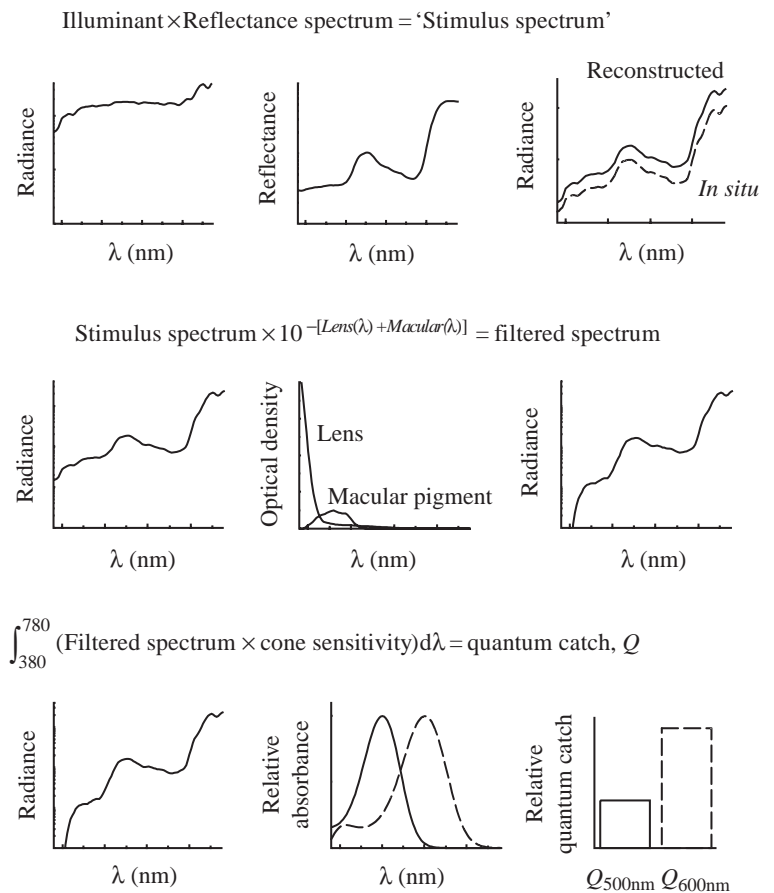 Illuminant × Reflectance spectrum = ‘Stimulus spectrum’
Radiance
λ (nm)
Reflectance
λ (nm)
Radiance
Reconstructed
In situ
λ (nm)
Stimulus spectrum × 10 −[Lens(λ) + Macular(λ)] = filtered spectrum
Radiance
λ (nm)
Optical density
Lens
Macular pigment
λ (nm)
Radiance
λ (nm)
∫ 780 380 (Filtered spectrum × cone sensitivity)dλ = quantum catch, Q
Radiance
λ (nm)
Relative
absorbance
λ (nm)
Relative
quantum catch
Q500nm Q600nm